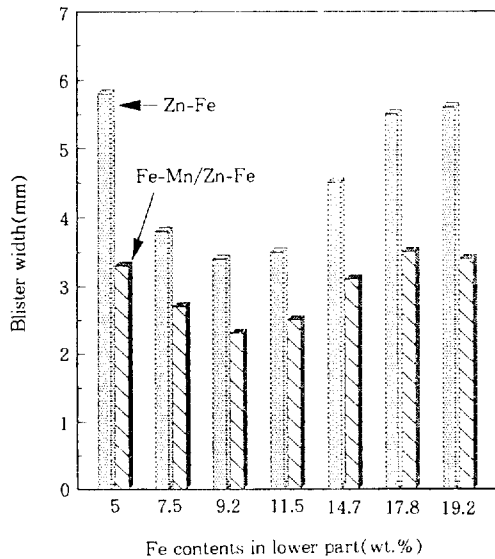 7
6
Zn-Fe
5
Fe-Mn/Zn-Fe
4
3
2
1
0
Blister width(mm)
5 7.5 9.2 11.5 14.7 17.8 19.2
Fe contents in lower part(wt.%)